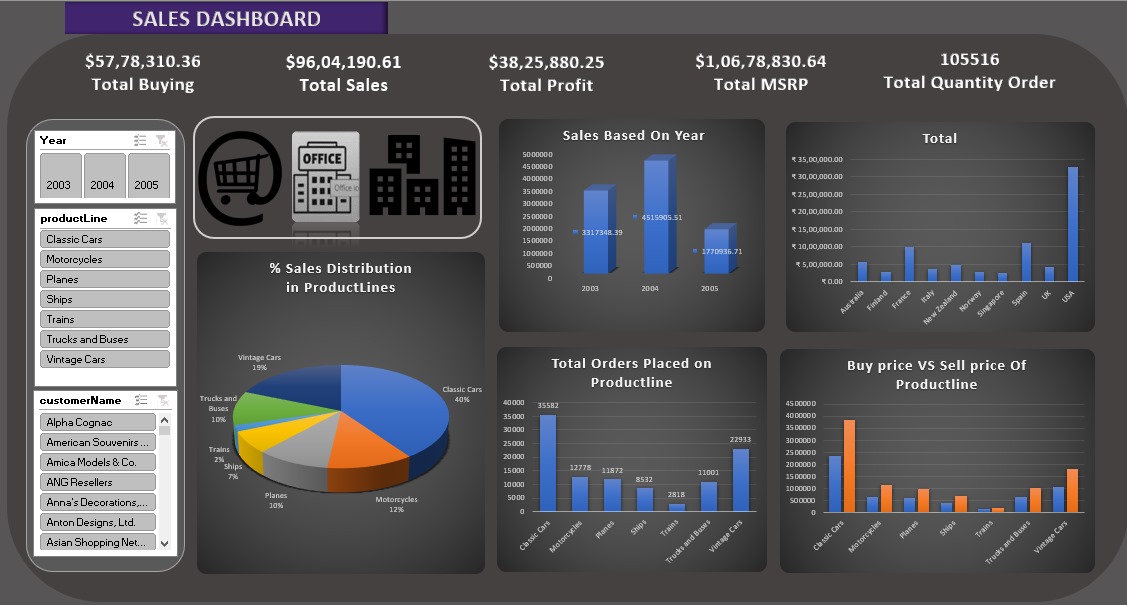 SALES DASHBOARD
$57,78,310.36
Total Buying
$96,04,190.61
Total Sales
$38,25,880.25
Total Profit
$1,06,78,830.64
Total MSRP
105516
Total Quantity Order
Year
2003 2004 2005
productLine
Classic Cars
Motorcycles
Planes
Ships
Trains
Trucks and Buses
Vintage Cars
customerName
Alpha Cognac
American Souvenirs ...
Amica Models & Co.
ANG Resellers
Anna's Decorations,...
Anton Designs, Ltd.
Asian Shopping Net...
OFFICE
% Sales Distribution
in ProductLines
Vintage Cars
19%
Classic Cars
40%
Trucks and
Buses
10%
Trains
2%
Ships
7%
Planes
10%
Motorcycles
12%
Sales Based On Year
5000000
4500000
4000000
3500000
3000000
2500000
2000000
1500000
1000000
500000
0
3317348.39
4515905.51
1770936.71
2003 2004 2005
Total
₹ 35,00,000.00
₹ 30,00,000.00
₹ 25,00,000.00
₹ 20,00,000.00
₹ 15,00,000.00
₹ 10,00,000.00
₹ 5,00,000.00
₹ 0.00
Australia Finland France Italy New Zealand Norway Singapore Spain UK USA
Total Orders Placed on
Productline
40000
35000
30000
25000
20000
15000
10000
5000
0
35582
12778
11872
8532
2818
11001
22933
Classic Cars Motorcycles Planes Ships Trains Trucks and Buses Vintage Cars
Buy price VS Sell price Of
Productline
4500000
4000000
3500000
3000000
2500000
2000000
1500000
1000000
500000
0
Classic Cars Motorcycles Planes Ships Trains Trucks and Buses Vintage Cars